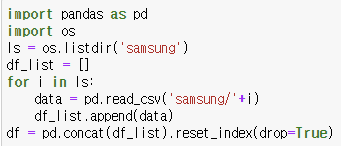 import pandas as pd
import os
ls = os.listdir('samsung')
df_list = []
for i in ls:
    data = pd.read_csv('samsung/'+i)
    df_list.append(data)
df = pd.concat(df_list).reset_index(drop=True)